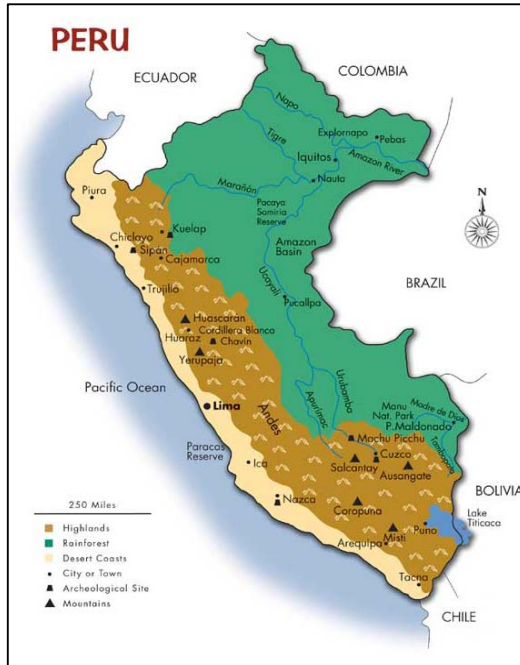 PERU
ECUADOR
COLOMBIA
Napo
Tigre
Explornapo
Pebas
Iquitos
Amazon River
Nauta
Marañón
Piura
Pacaya
Samiria
Reserve
N
Kuelap
Chiclayo
Sipán
Cajamarca
Amazon
Basin
Ucayali
BRAZIL
Trujillo
Pucallpa
Huascaran
Cordillera Blanca
Huaraz
Chavin
Yerupaja
Pacific Ocean
Lima
Andes
Apurimac
Urubamba
Manu
Nat. Park
Madre de Dios
P.Maldonado
Machu Picchu
Tambopata
Paracas
Reserve
Ica
Cuzco
Salcantay
Ausangate
BOLIVIA
Nazca
Coropuna
Lake
Titicaca
Puno
Misti
Arequipa
Tacna
CHILE
250 Miles
Highlands
Rainforest
Desert Coasts
City or Town
Archeological Site
Mountains